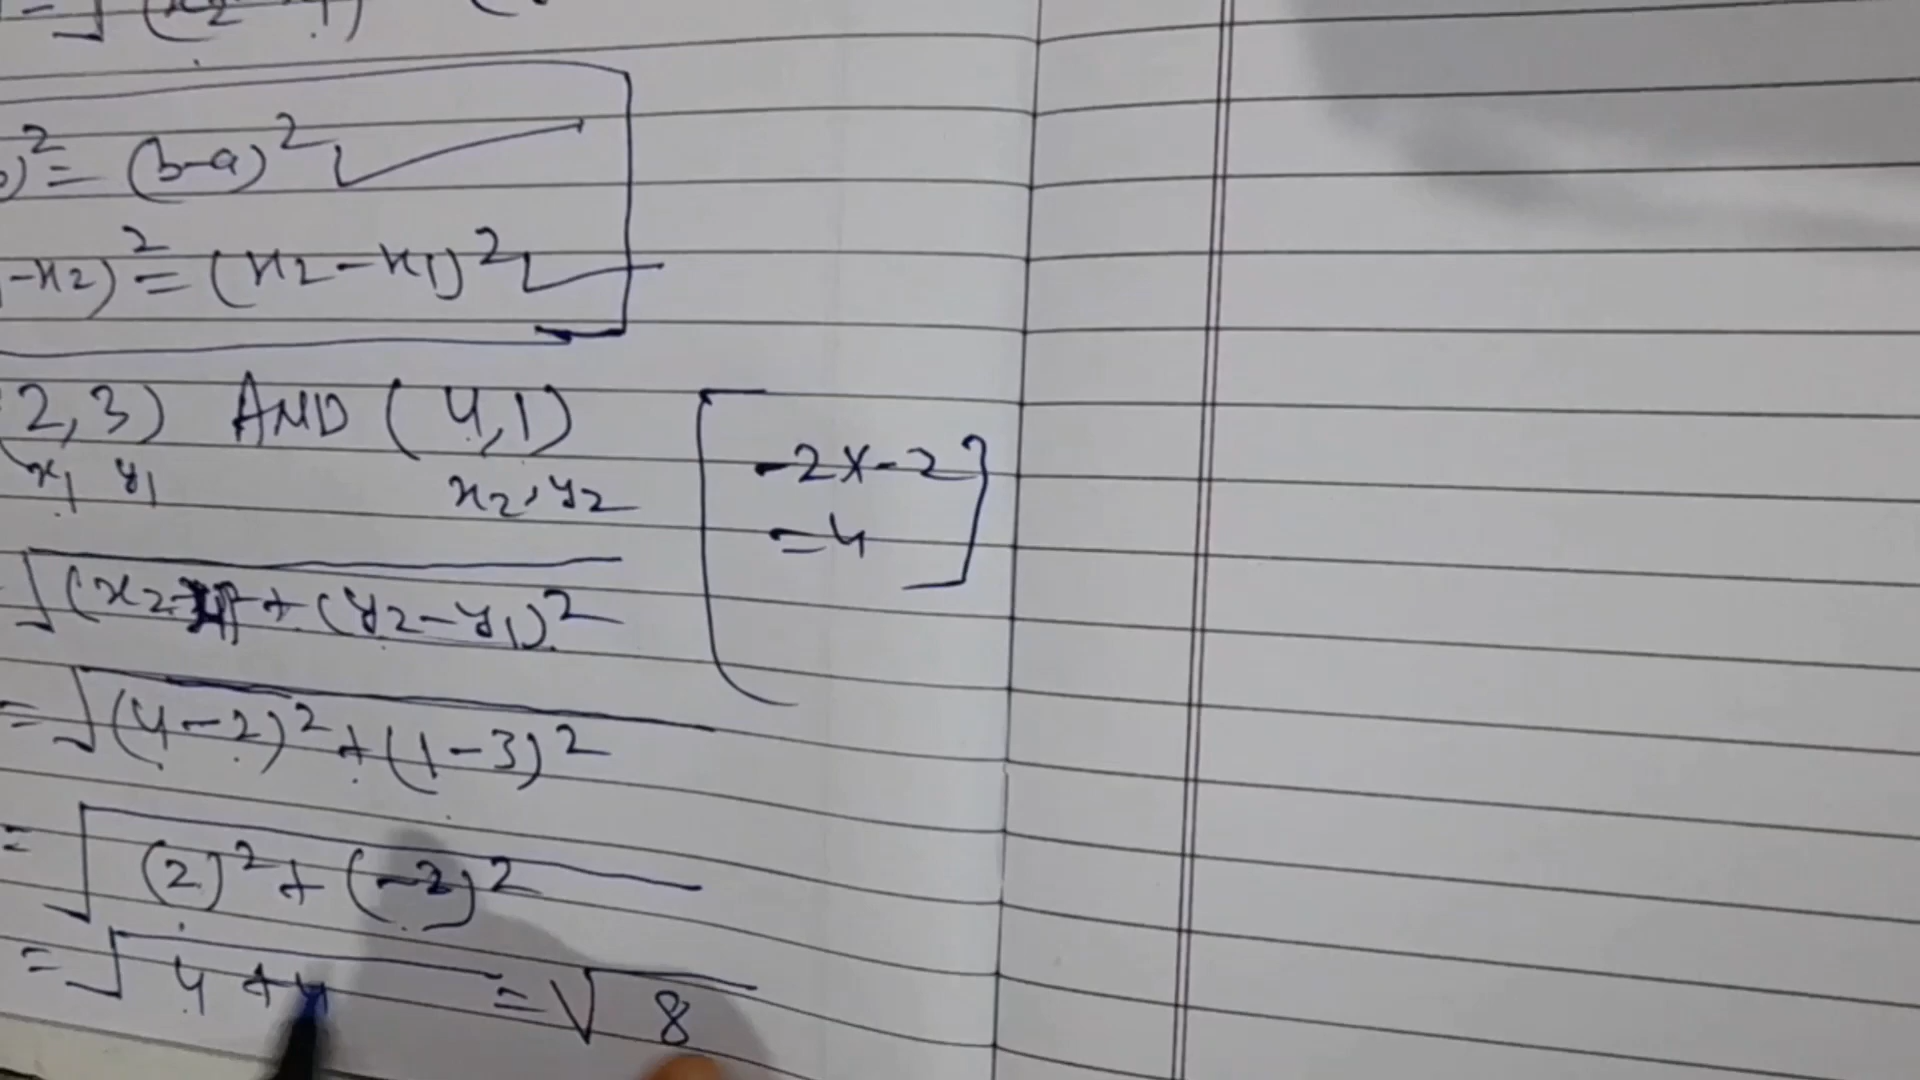 )² = (b-a)²
-x2)² = (x2-x1)²
2,3) AND (4,1)
x1 y1 x2, y2
√(x2-x1)² + (y2-y1)²
= √(4-2)² + (1-3)²
= √(2)² + (-2)²
= √4+4 = √8
-2x-2
=4